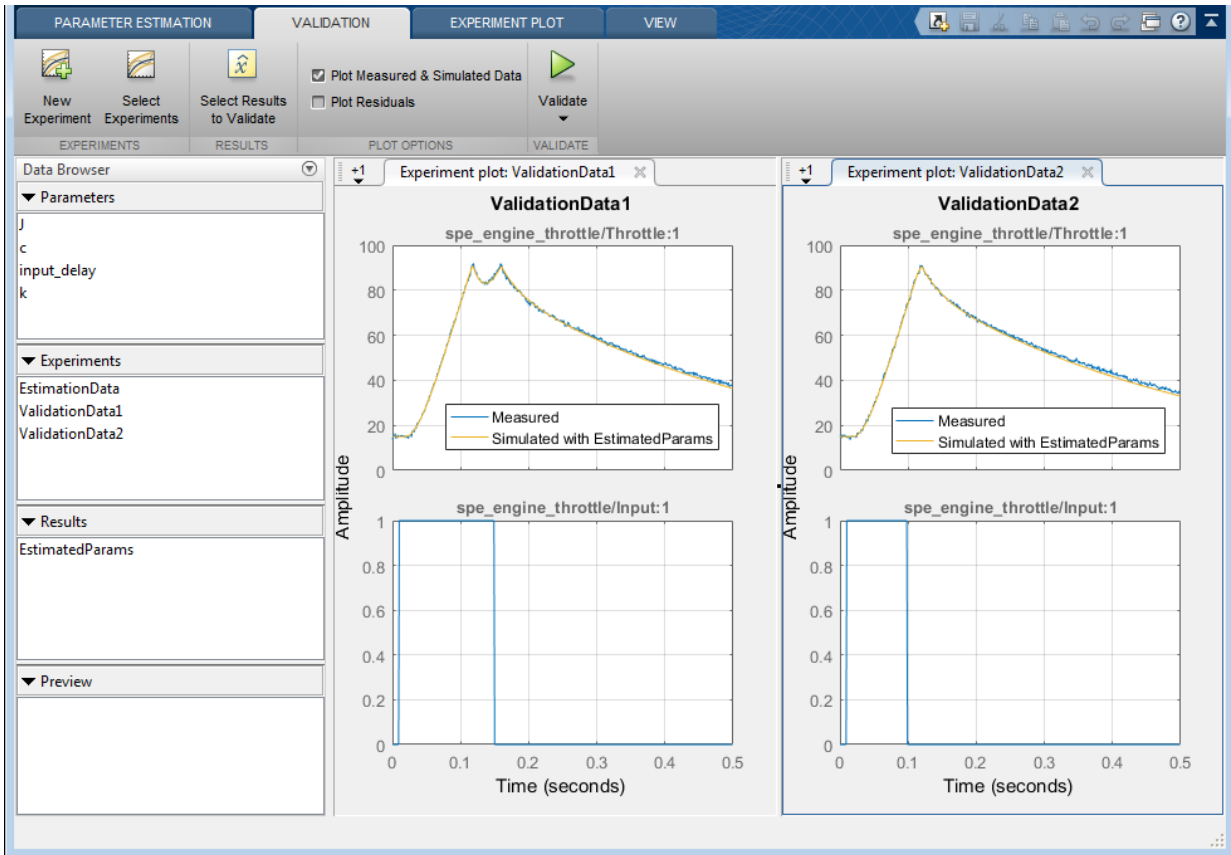 PARAMETER ESTIMATION
VALIDATION
EXPERIMENT PLOT
VIEW
?
New
Experiment
Select
Experiments
x̂
Select Results
to Validate
Plot Measured & Simulated Data
Plot Residuals
Validate
EXPERIMENTS
RESULTS
PLOT OPTIONS
VALIDATE
Data Browser
Parameters
J
c
input_delay
k
Experiments
EstimationData
ValidationData1
ValidationData2
Results
EstimatedParams
Preview
+1
Experiment plot: ValidationData1
ValidationData1
spe_engine_throttle/Throttle:1
100
80
60
40
20
0
Measured
Simulated with EstimatedParams
Amplitude
spe_engine_throttle/Input:1
1
0.8
0.6
0.4
0.2
0
0 0.1 0.2 0.3 0.4 0.5
Time (seconds)
+1
Experiment plot: ValidationData2
ValidationData2
spe_engine_throttle/Throttle:1
100
80
60
40
20
0
Measured
Simulated with EstimatedParams
Amplitude
spe_engine_throttle/Input:1
1
0.8
0.6
0.4
0.2
0
0 0.1 0.2 0.3 0.4 0.5
Time (seconds)